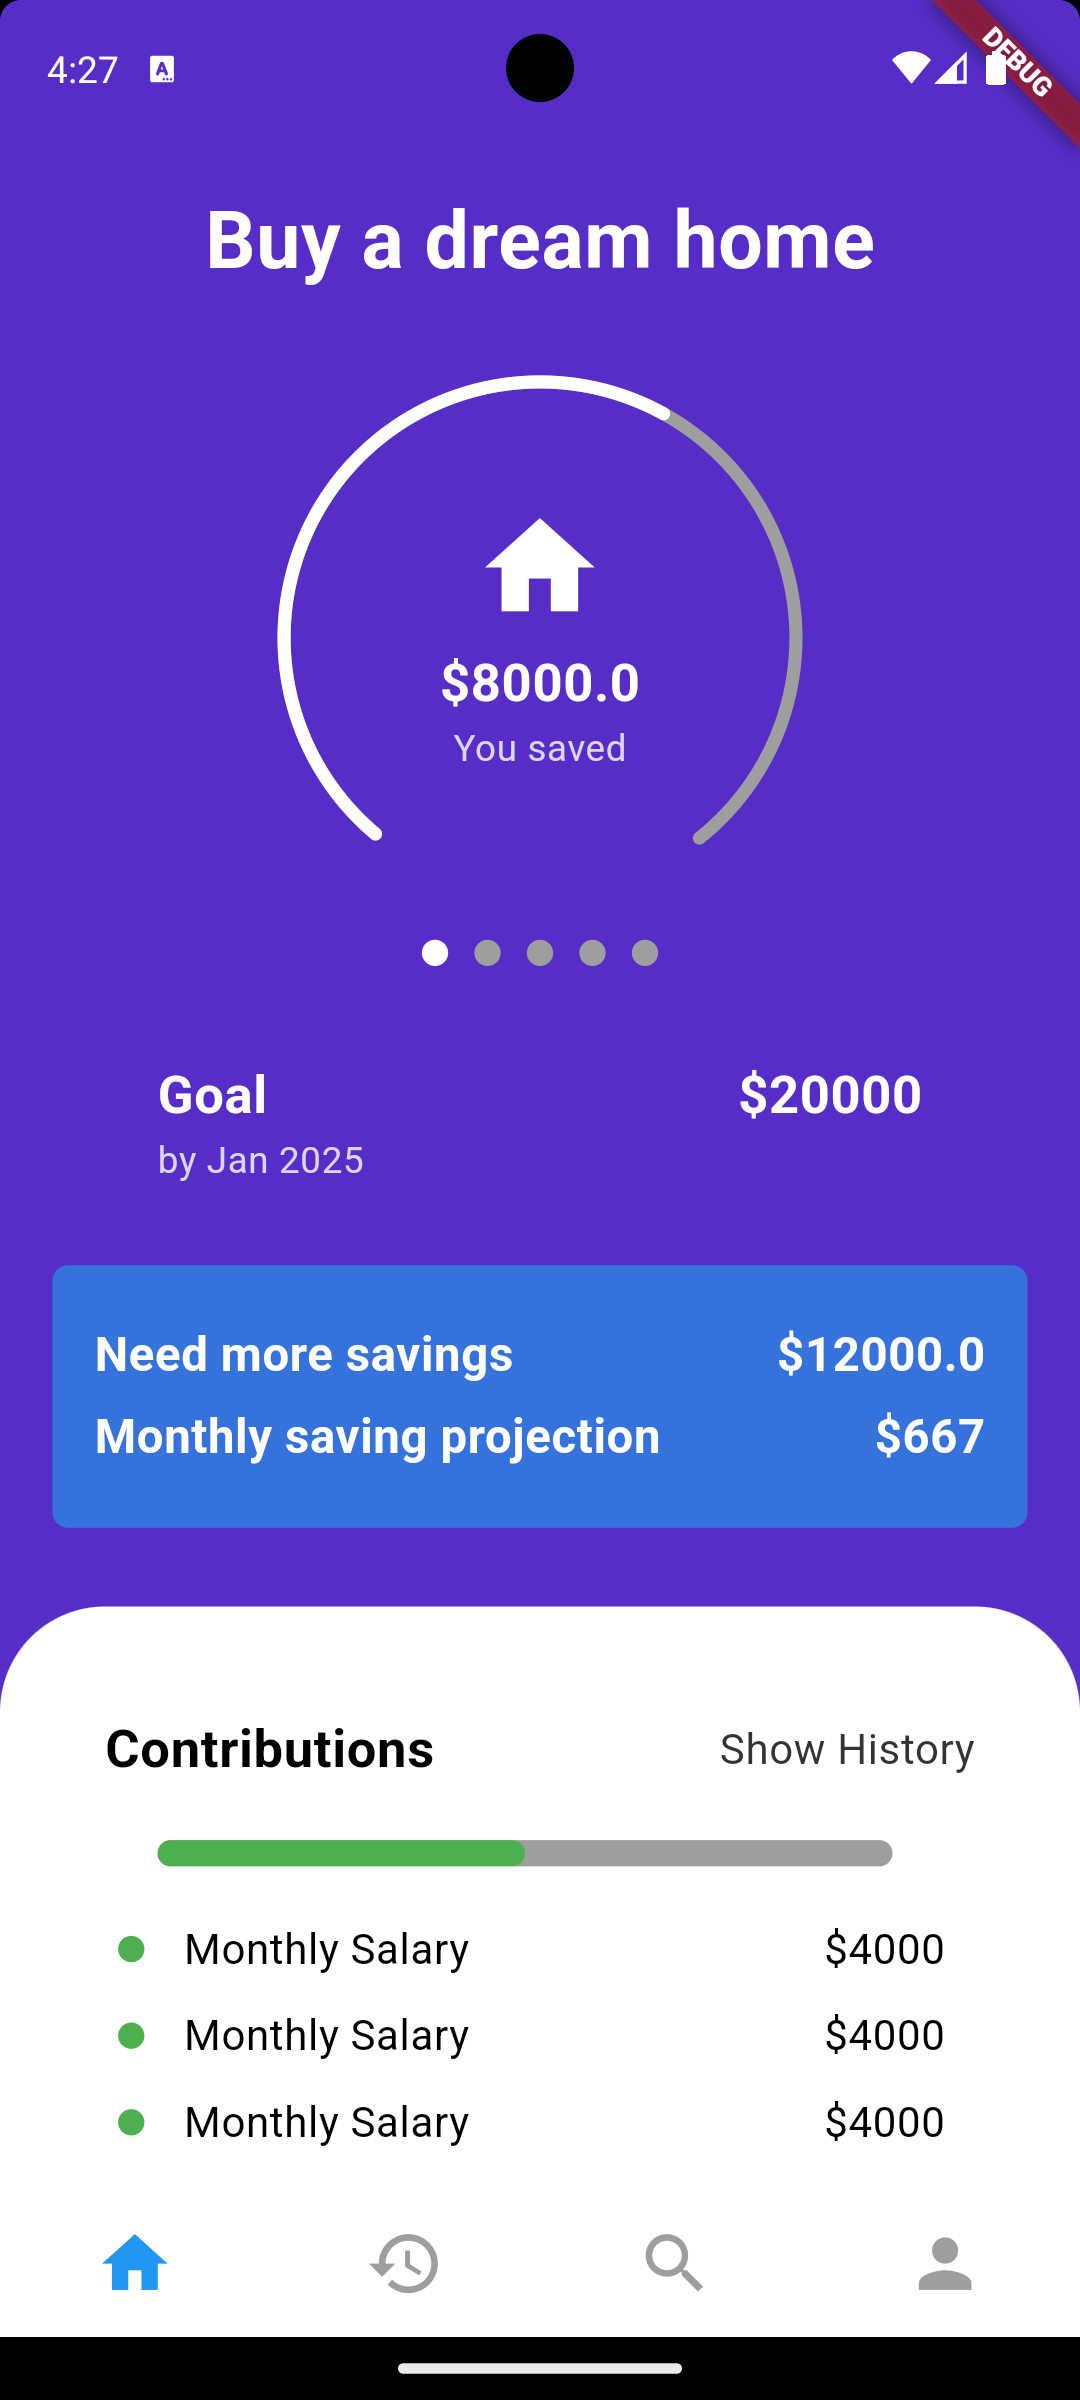 4:27
DEBUG
Buy a dream home
$8000.0
You saved
Goal $20000
by Jan 2025
Need more savings $12000.0
Monthly saving projection $667
Contributions Show History
Monthly Salary $4000
Monthly Salary $4000
Monthly Salary $4000